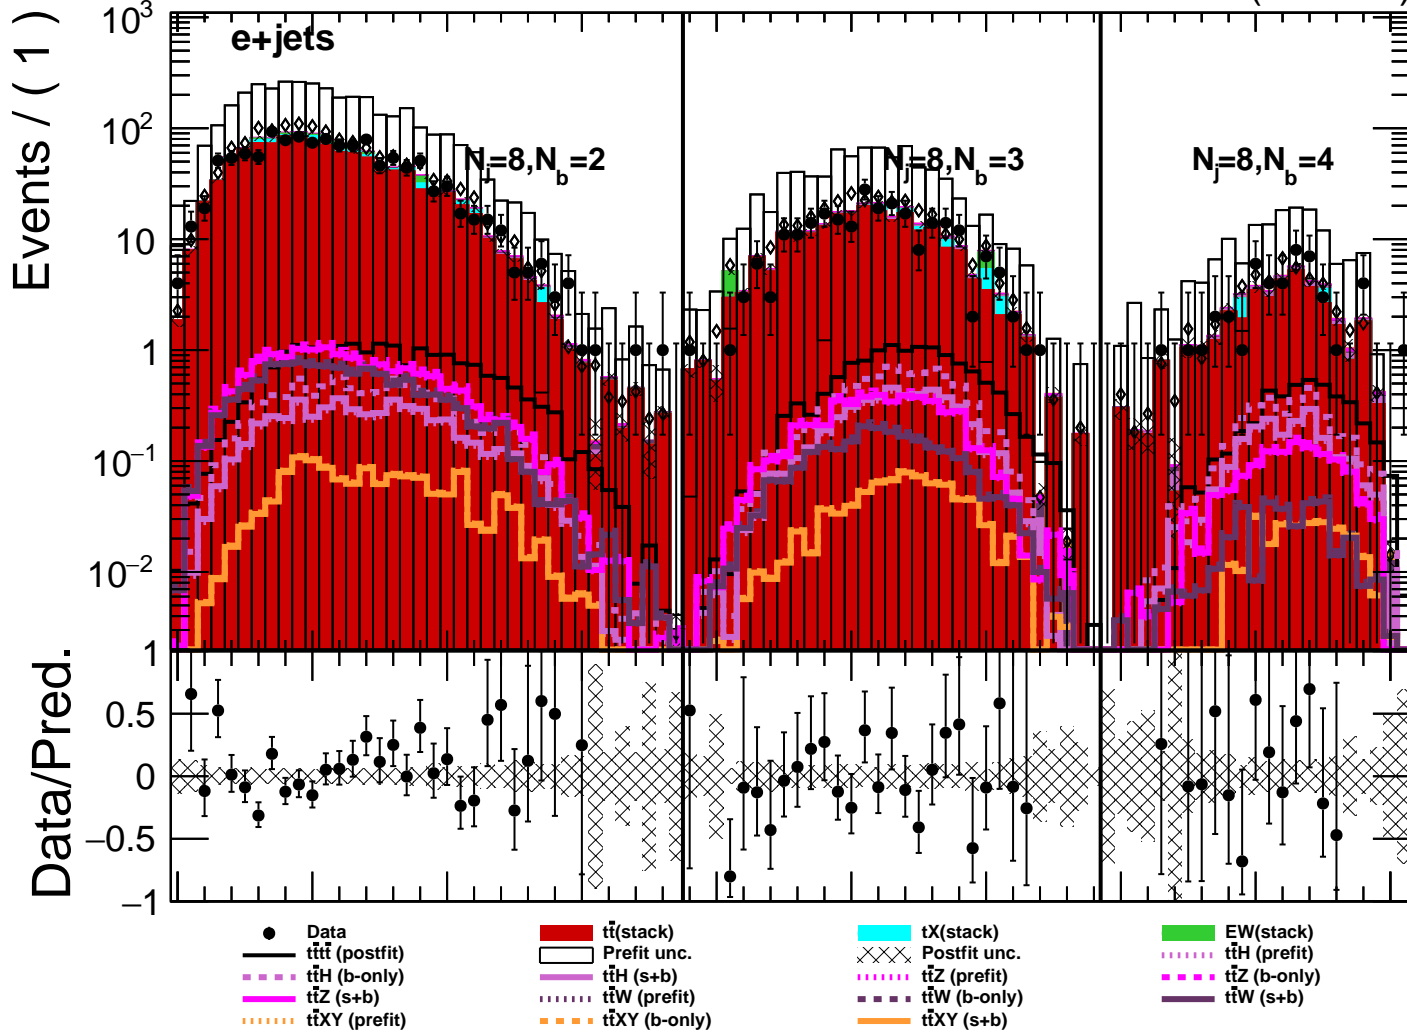 e+jets
N_j=8,N_b=2
N_j=8,N_b=3
N_j=8,N_b=4
Events / ( 1 )
10³
10²
10
1
10⁻¹
10⁻²
Data/Pred.
1
0.5
0
−0.5
−1
Data
tt̄(stack)
tX(stack)
EW(stack)
tt̄tt̄ (postfit)
Prefit unc.
Postfit unc.
tt̄H (prefit)
tt̄H (b-only)
tt̄H (s+b)
tt̄Z (prefit)
tt̄Z (b-only)
tt̄Z (s+b)
tt̄W (prefit)
tt̄W (b-only)
tt̄W (s+b)
tt̄XY (prefit)
tt̄XY (b-only)
tt̄XY (s+b)